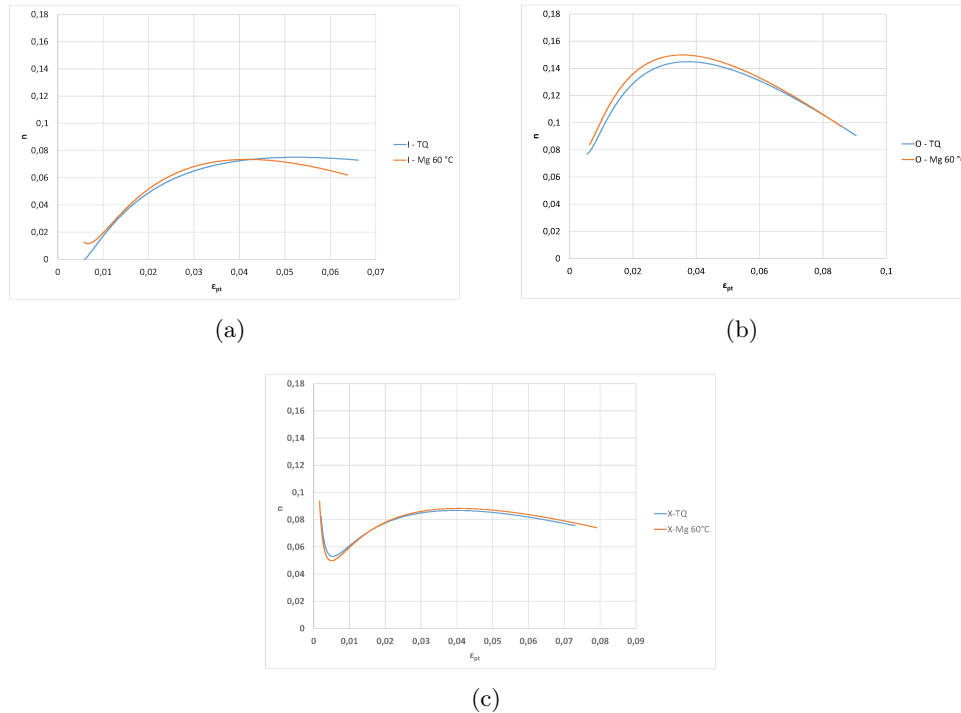 0,18
0,16
0,14
0,12
0,1
0,08
0,06
0,04
0,02
0
n
0 0,01 0,02 0,03 0,04 0,05 0,06 0,07
εpt
I - TQ
I - Mg 60 °C
(a)
0,18
0,16
0,14
0,12
0,1
0,08
0,06
0,04
0,02
0
n
0 0,02 0,04 0,06 0,08 0,1
εpt
O - TQ
O - Mg 60 °C
(b)
0,18
0,16
0,14
0,12
0,1
0,08
0,06
0,04
0,02
0
n
0 0,01 0,02 0,03 0,04 0,05 0,06 0,07 0,08 0,09
εpt
X-TQ
X-Mg 60°C
(c)